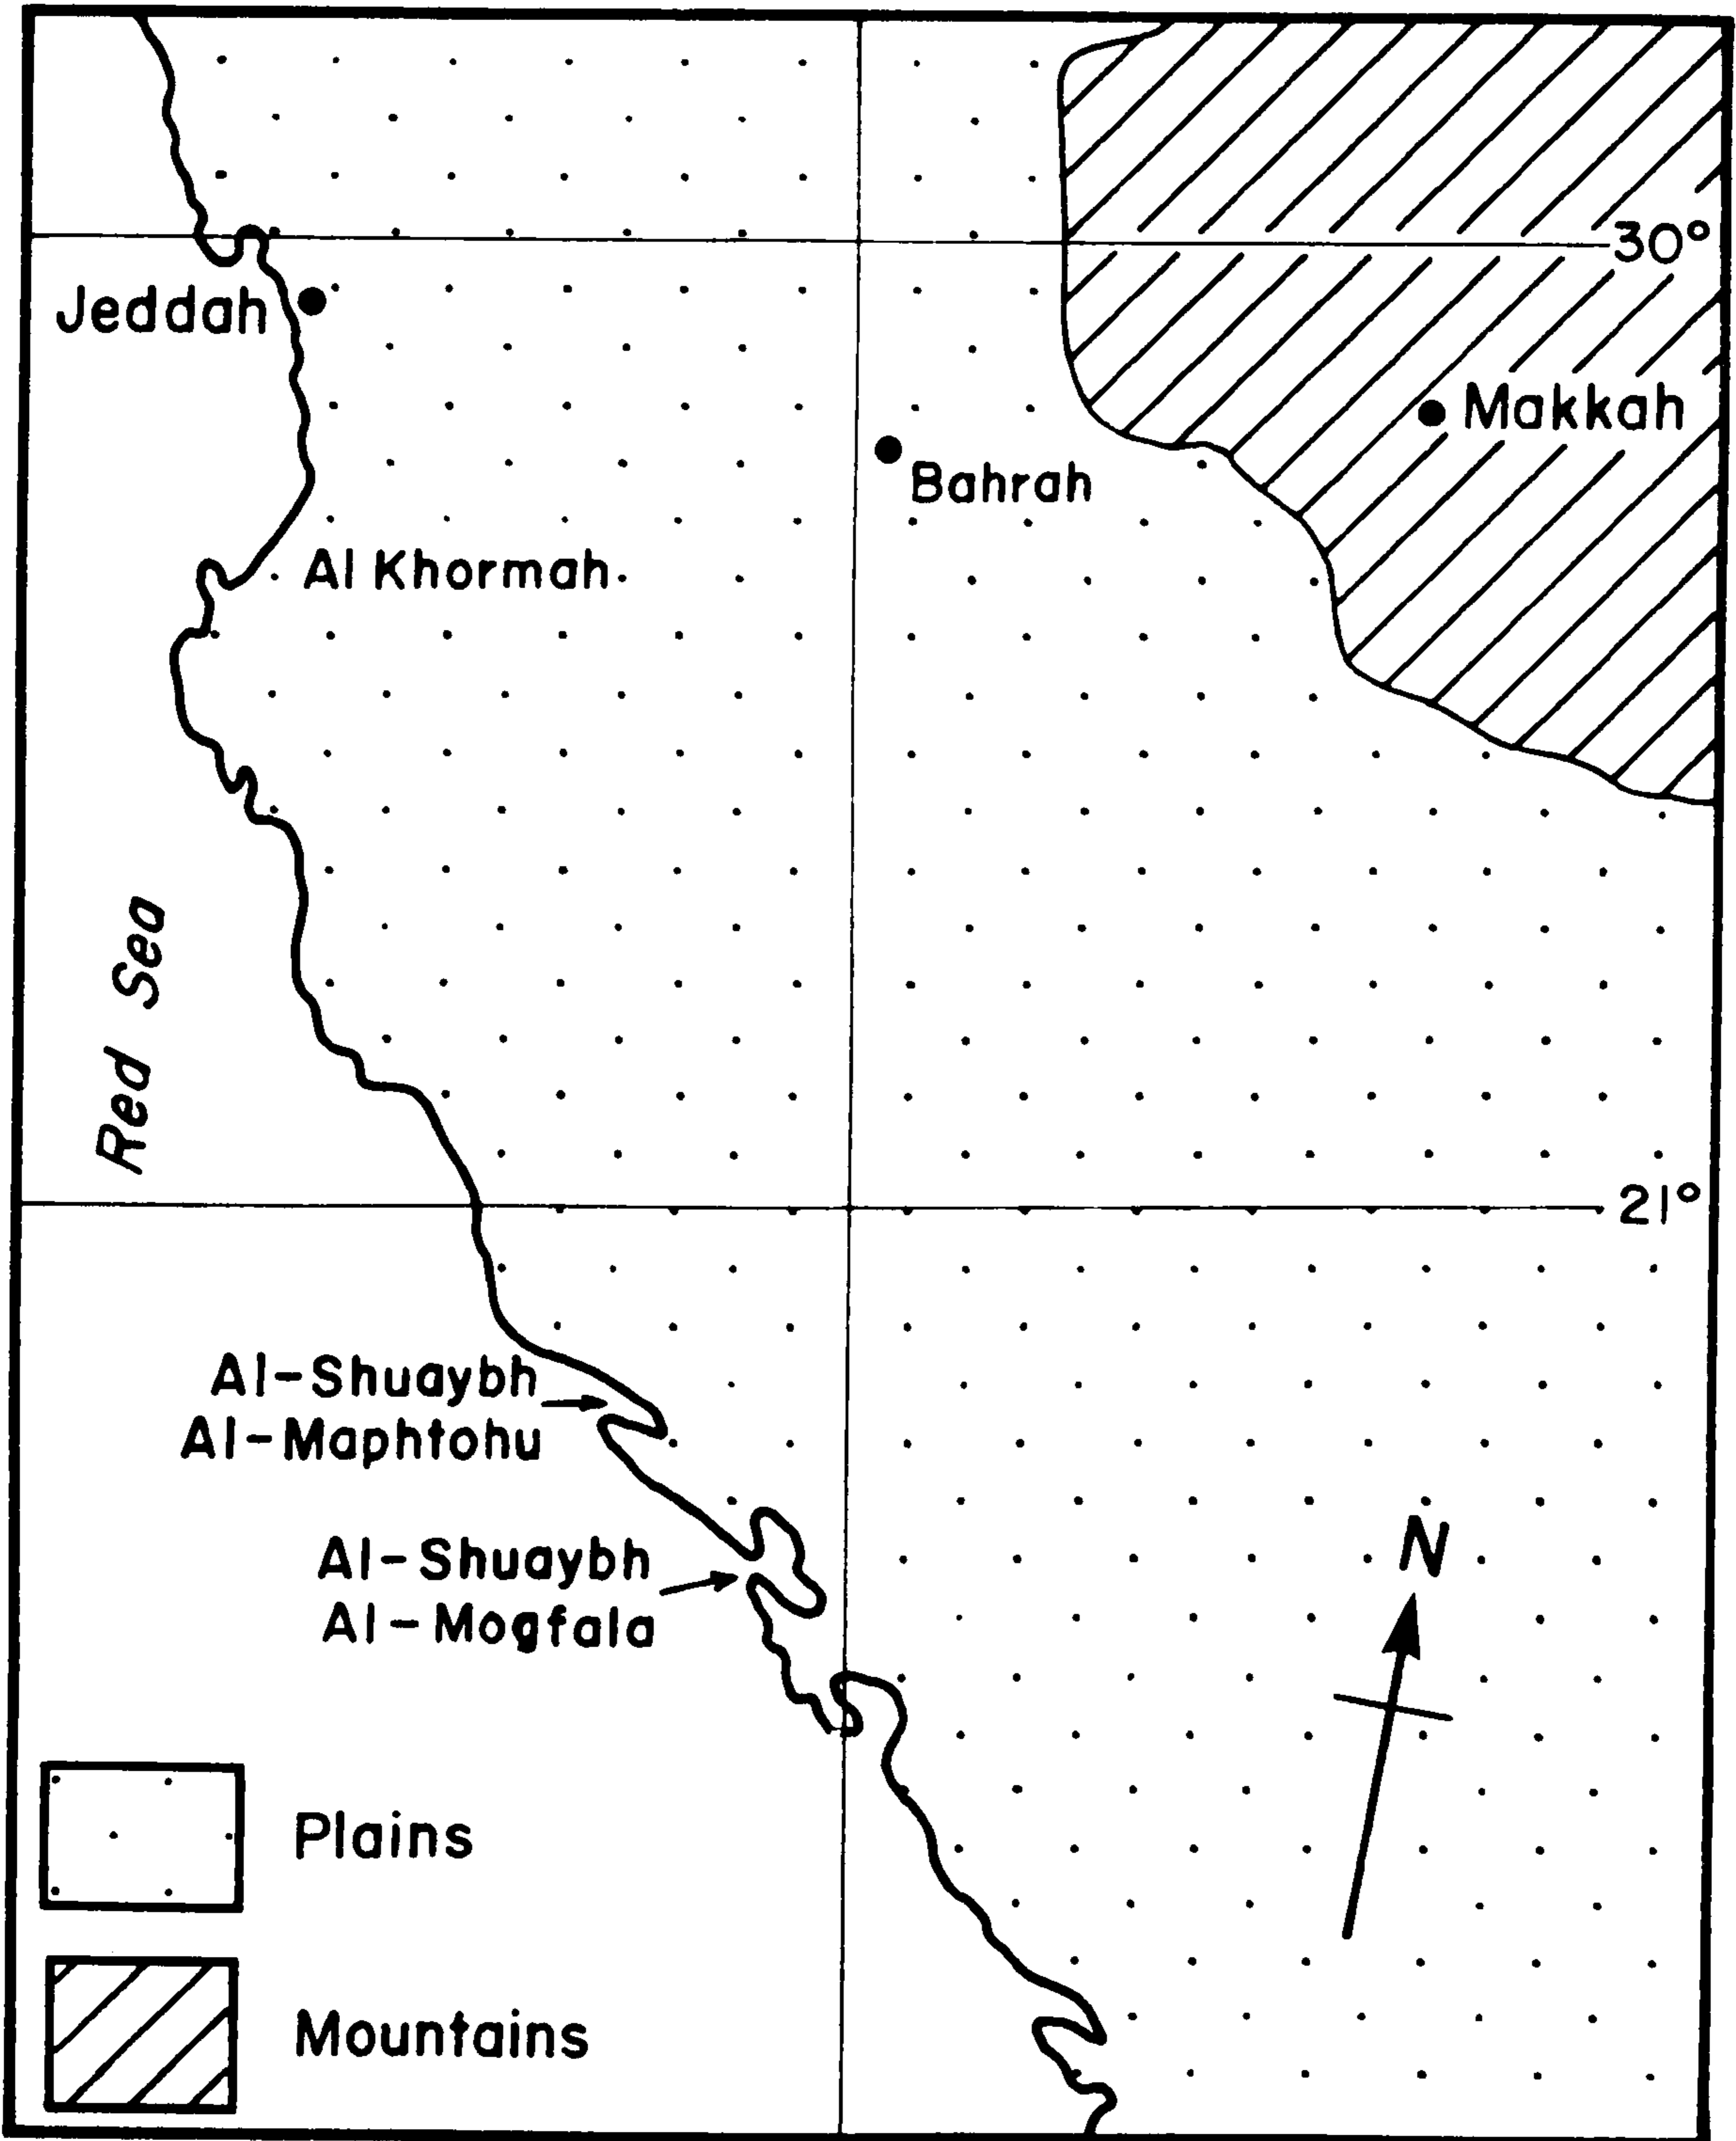 30°
Jeddah
Makkah
Bahrah
Al Khormah
Red Sea
21°
Al-Shuaybh
Al-Maphtohu
Al-Shuaybh
Al-Mogfala
N
Plains
Mountains